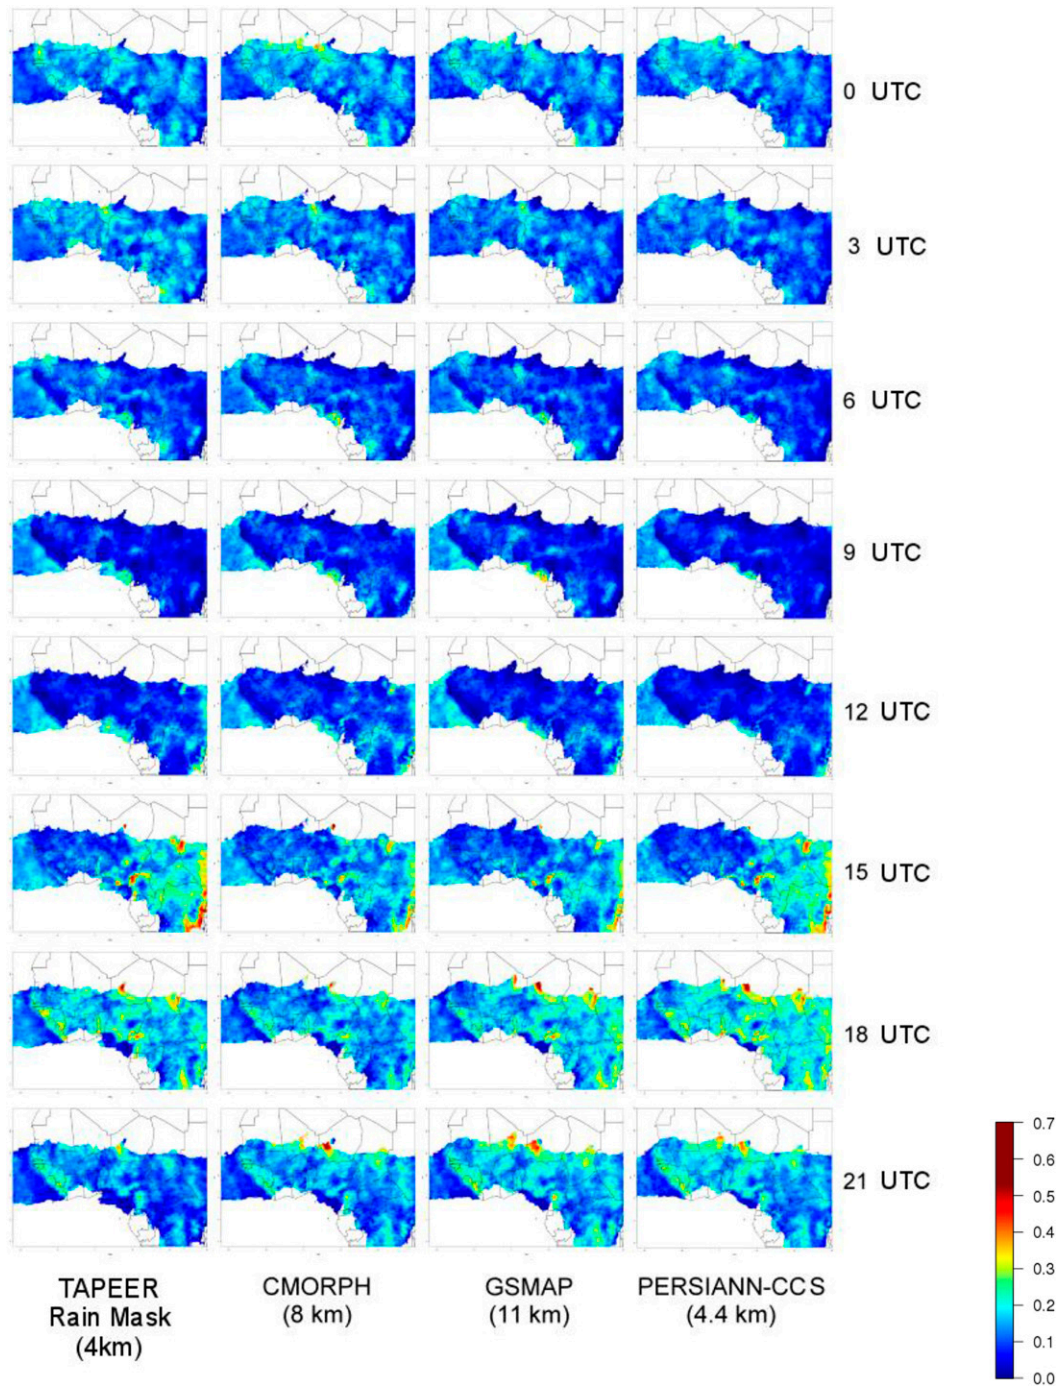 0 UTC
3 UTC
6 UTC
9 UTC
12 UTC
15 UTC
18 UTC
21 UTC
0.7
0.6
0.5
0.4
0.3
0.2
0.1
0.0
TAPEER
Rain Mask
(4km)
CMORPH
(8 km)
GSMAP
(11 km)
PERSIANN-CCS
(4.4 km)